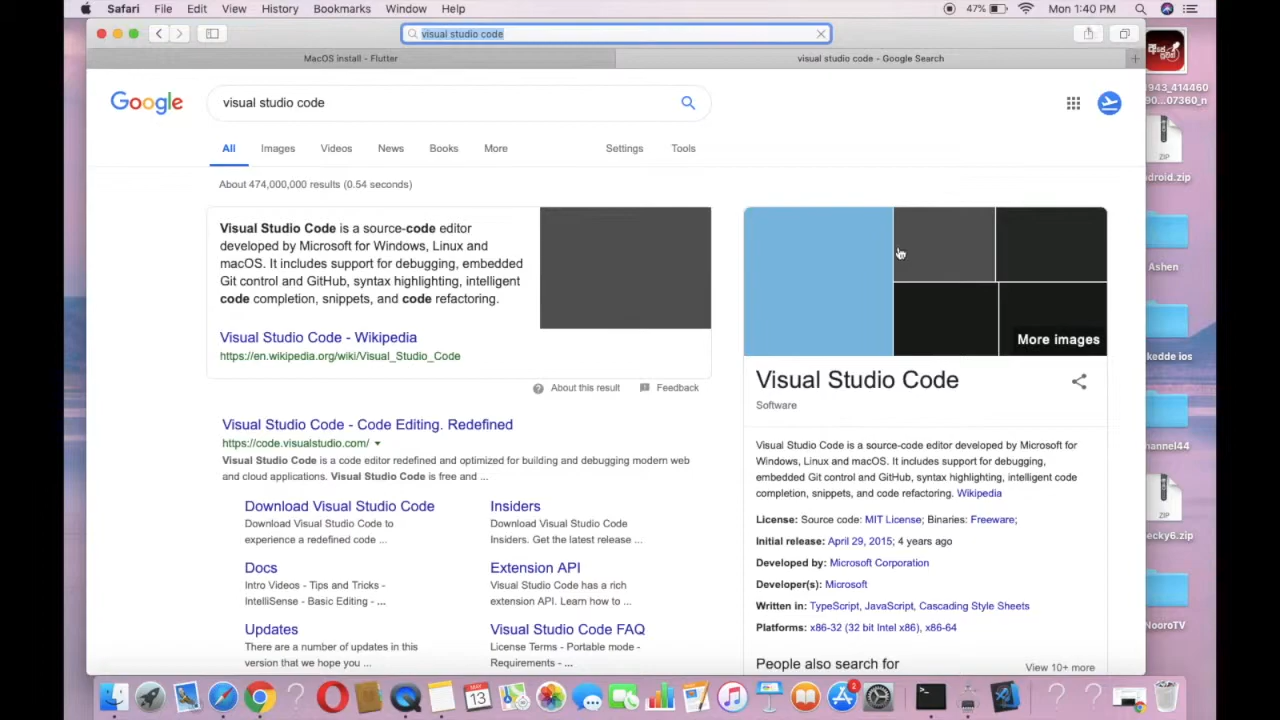 Safari File Edit View History Bookmarks Window Help
47% Mon 1:40 PM
visual studio code
MacOS install - Flutter
visual studio code - Google Search
Google
visual studio code
All Images Videos News Books More Settings Tools
About 474,000,000 results (0.54 seconds)
Visual Studio Code is a source-code editor
developed by Microsoft for Windows, Linux and
macOS. It includes support for debugging, embedded
Git control and GitHub, syntax highlighting, intelligent
code completion, snippets, and code refactoring.
Visual Studio Code - Wikipedia
https://en.wikipedia.org/wiki/Visual_Studio_Code
About this result Feedback
Visual Studio Code - Code Editing. Redefined
https://code.visualstudio.com/
Visual Studio Code is a code editor redefined and optimized for building and debugging modern web
and cloud applications. Visual Studio Code is free and ...
Download Visual Studio Code
Download Visual Studio Code to
experience a redefined code ...
Insiders
Download Visual Studio Code
Insiders. Get the latest release ...
Docs
Intro Videos - Tips and Tricks -
IntelliSense - Basic Editing - ...
Extension API
Visual Studio Code has a rich
extension API. Learn how to ...
Updates
There are a number of updates in this
version that we hope you ...
Visual Studio Code FAQ
License Terms - Portable mode -
Requirements - ...
More images
Visual Studio Code
Software
Visual Studio Code is a source-code editor developed by Microsoft for
Windows, Linux and macOS. It includes support for debugging,
embedded Git control and GitHub, syntax highlighting, intelligent code
completion, snippets, and code refactoring. Wikipedia
License: Source code: MIT License; Binaries: Freeware;
Initial release: April 29, 2015; 4 years ago
Developed by: Microsoft Corporation
Developer(s): Microsoft
Written in: TypeScript, JavaScript, Cascading Style Sheets
Platforms: x86-32 (32 bit Intel x86), x86-64
People also search for
View 10+ more
1943_414460
90...07360_n
ZIP
ndroid.zip
Ashen
kedde ios
hannel44
ZIP
ecky6.zip
NooroTV
MAY
13
2